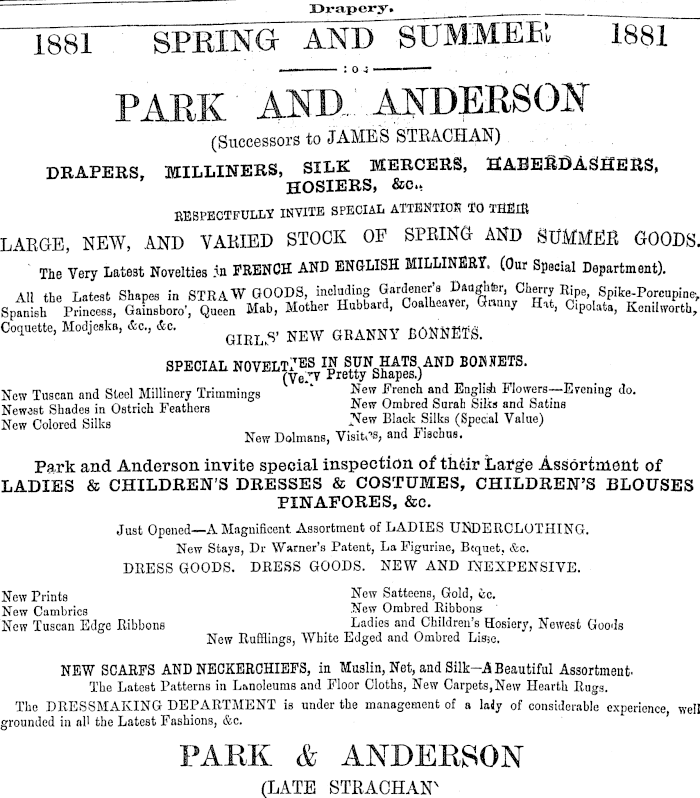 Drapery.
1881 SPRING AND SUMMER 1881
:o:
PARK AND ANDERSON
(Successors to JAMES STRACHAN)
DRAPERS, MILLINERS, SILK MERCERS, HABERDASHERS,
HOSIERS, &c.,
RESPECTFULLY INVITE SPECIAL ATTENTION TO THEIR
LARGE, NEW, AND VARIED STOCK OF SPRING AND SUMMER GOODS.
The Very Latest Novelties in FRENCH AND ENGLISH MILLINERY. (Our Special Department).
All the Latest Shapes in STRAW GOODS, including Gardener's Daughter, Cherry Ripe, Spike-Porcupine,
Spanish Princess, Gainsboro', Queen Mab, Mother Hubbard, Coalheaver, Granny Hat, Cipolata, Kenilworth,
Coquette, Modjeska, &c., &c.
GIRLS' NEW GRANNY BONNETS.
SPECIAL NOVELTIES IN SUN HATS AND BONNETS.
(Very Pretty Shapes.)
New Tuscan and Steel Millinery Trimmings
New French and English Flowers—Evening do.
Newest Shades in Ostrich Feathers
New Ombred Surah Silks and Satins
New Colored Silks
New Black Silks (Special Value)
New Dolmans, Visites, and Fischus.
Park and Anderson invite special inspection of their Large Assortment of
LADIES & CHILDREN'S DRESSES & COSTUMES, CHILDREN'S BLOUSES
PINAFORES, &c.
Just Opened—A Magnificent Assortment of LADIES UNDERCLOTHING.
New Stays, Dr Warner's Patent, La Figurine, Bequet, &c.
DRESS GOODS. DRESS GOODS. NEW AND INEXPENSIVE.
New Prints
New Satteens, Gold, &c.
New Cambrics
New Ombred Ribbons
New Tuscan Edge Ribbons
Ladies and Children's Hosiery, Newest Goods
New Rufflings, White Edged and Ombred Lisse.
NEW SCARFS AND NECKERCHIEFS, in Muslin, Net, and Silk—A Beautiful Assortment.
The Latest Patterns in Lanoleums and Floor Cloths, New Carpets, New Hearth Rugs.
The DRESSMAKING DEPARTMENT is under the management of a lady of considerable experience, well
grounded in all the Latest Fashions, &c.
PARK & ANDERSON
(LATE STRACHAN)